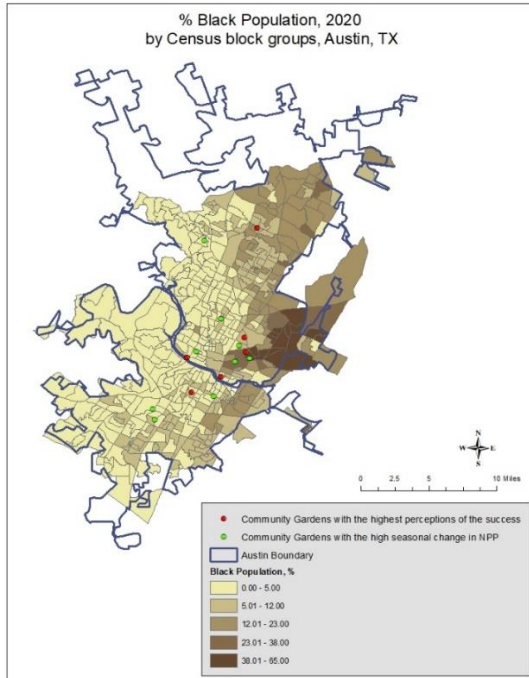 % Black Population, 2020
by Census block groups, Austin, TX
N
W E
S
0 2.5 5 10 Miles
Community Gardens with the highest perceptions of the success
Community Gardens with the high seasonal change in NPP
Austin Boundary
Black Population, %
0.00 - 5.00
5.01 - 12.00
12.01 - 23.00
23.01 - 38.00
38.01 - 65.00